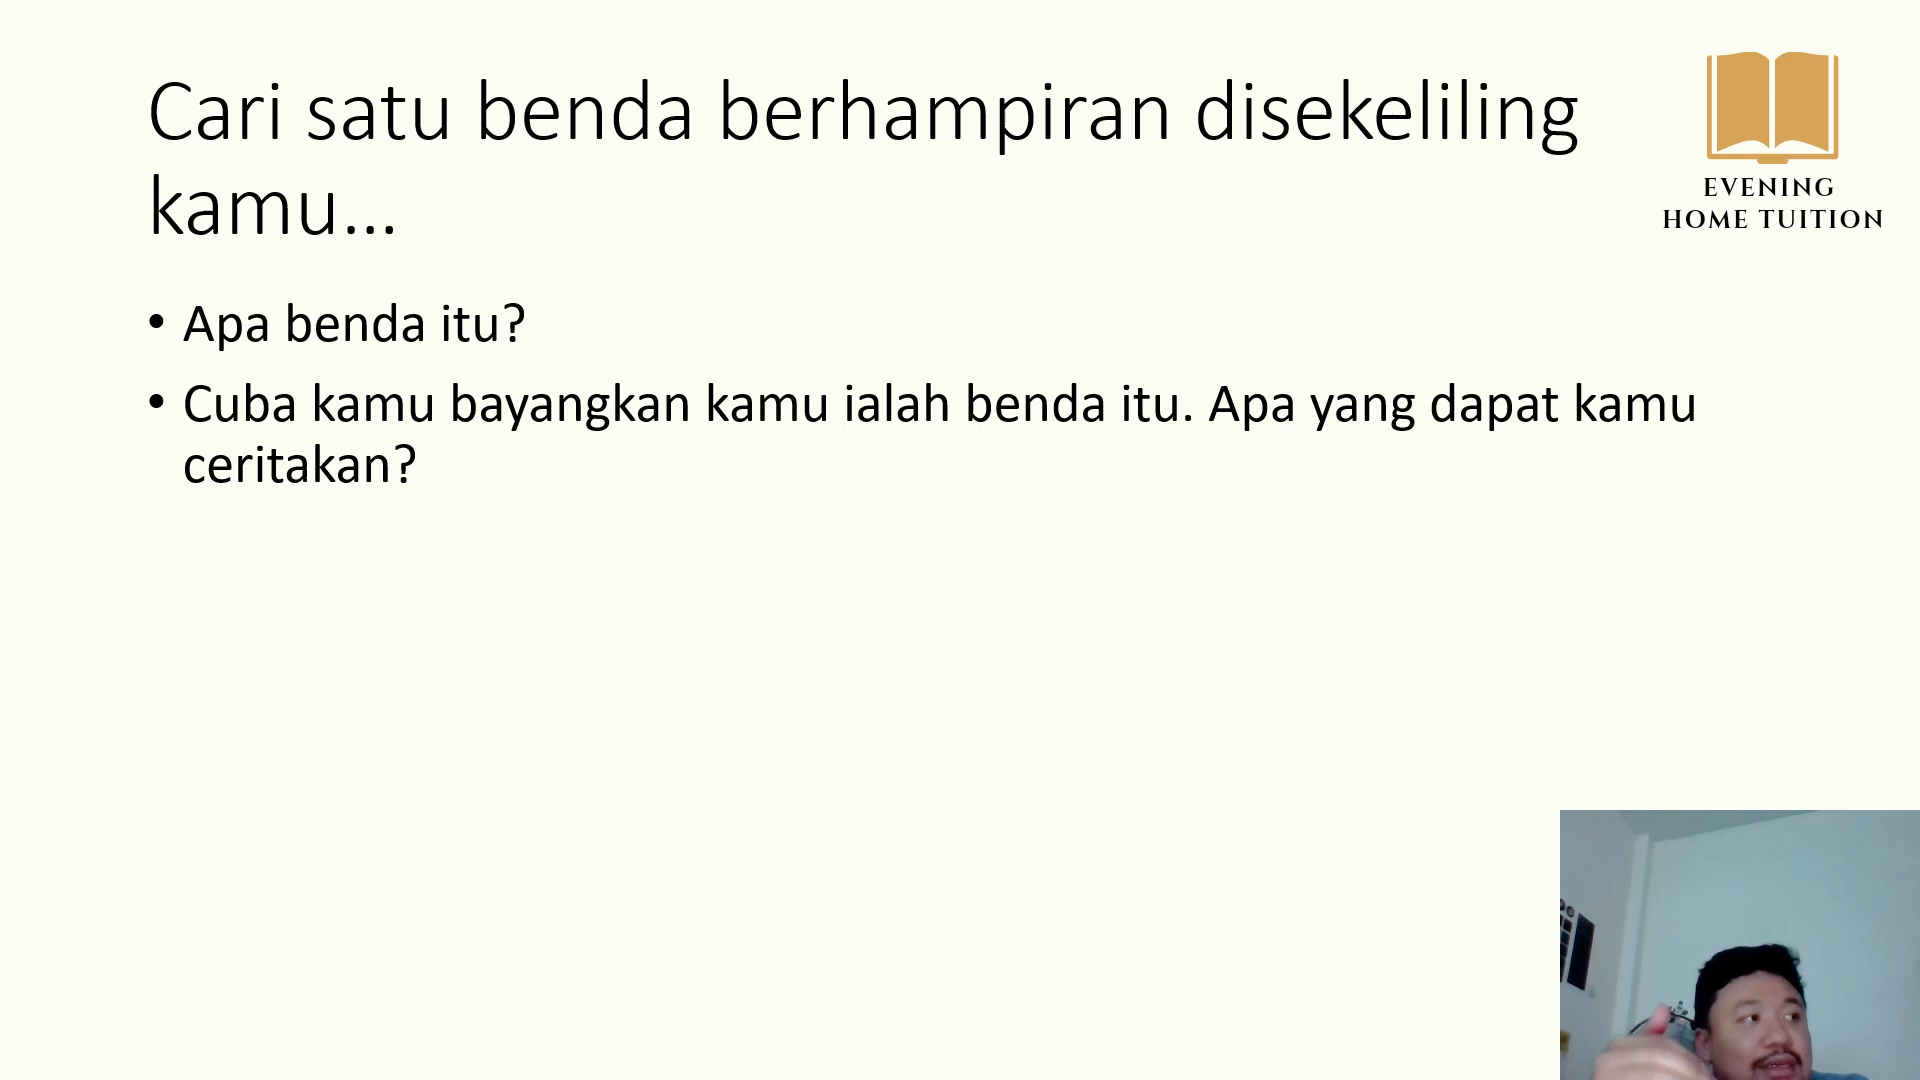 Cari satu benda berhampiran disekeliling
kamu...
EVENING
HOME TUITION
• Apa benda itu?
• Cuba kamu bayangkan kamu ialah benda itu. Apa yang dapat kamu
ceritakan?